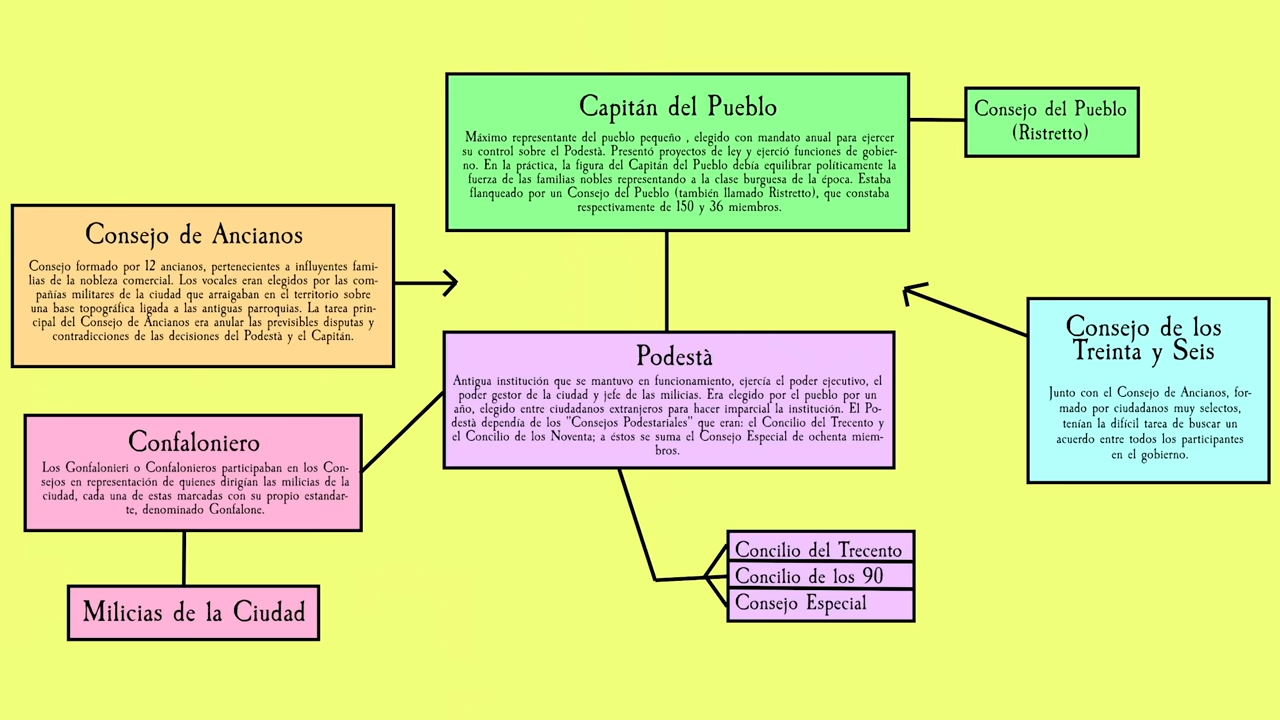 Capitán del Pueblo
Máximo representante del pueblo pequeño , elegido con mandato anual para ejercer
su control sobre el Podestà. Presentó proyectos de ley y ejerció funciones de gobier-
no. En la práctica, la figura del Capitán del Pueblo debía equilibrar políticamente la
fuerza de las familias nobles representando a la clase burguesa de la época. Estaba
flanqueado por un Consejo del Pueblo (también llamado Ristretto), que constaba
respectivamente de 150 y 36 miembros.
Consejo del Pueblo
(Ristretto)
Consejo de Ancianos
Consejo formado por 12 ancianos, pertenecientes a influyentes fami-
lias de la nobleza comercial. Los vocales eran elegidos por las com-
pañías militares de la ciudad que arraigaban en el territorio sobre
una base topográfica ligada a las antiguas parroquias. La tarea prin-
cipal del Consejo de Ancianos era anular las previsibles disputas y
contradicciones de las decisiones del Podestà y el Capitán.
Consejo de los
Treinta y Seis
Junto con el Consejo de Ancianos, for-
mado por ciudadanos muy selectos,
tenían la difícil tarea de buscar un
acuerdo entre todos los participantes
en el gobierno.
Podestà
Antigua institución que se mantuvo en funcionamiento, ejercía el poder ejecutivo, el
poder gestor de la ciudad y jefe de las milicias. Era elegido por el pueblo por un
año, elegido entre ciudadanos extranjeros para hacer imparcial la institución. El Po-
destà dependía de los "Consejos Podestariales" que eran: el Concilio del Trecento y
el Concilio de los Noventa; a éstos se suma el Consejo Especial de ochenta miem-
bros.
Confaloniero
Los Gonfalonieri o Confalonieros participaban en los Con-
sejos en representación de quienes dirigían las milicias de la
ciudad, cada una de estas marcadas con su propio estandar-
te, denominado Gonfalone.
Milicias de la Ciudad
Concilio del Trecento
Concilio de los 90
Consejo Especial